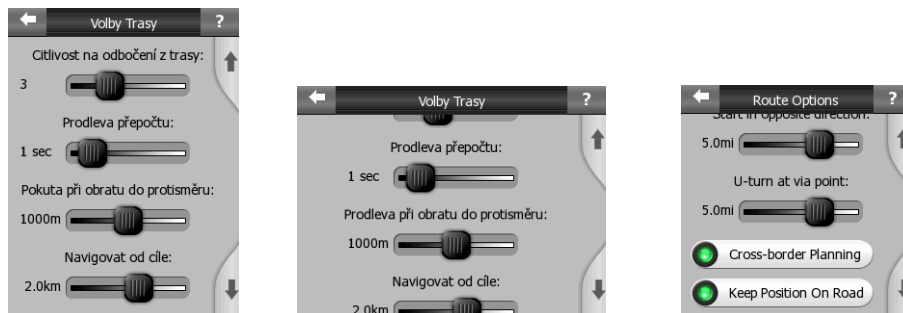 Volby Trasy
?
Citlivost na odbočení z trasy:
3
Prodleva přepočtu:
1 sec
Pokuta při obratu do protisměru:
1000m
Navigovat od cíle:
2.0km
Volby Trasy
?
Prodleva přepočtu:
1 sec
Prodleva při obratu do protisměru:
1000m
Navigovat od cíle:
2.0km
Route Options
?
Start in opposite direction:
5.0mi
U-turn at via point:
5.0mi
Cross-border Planning
Keep Position On Road